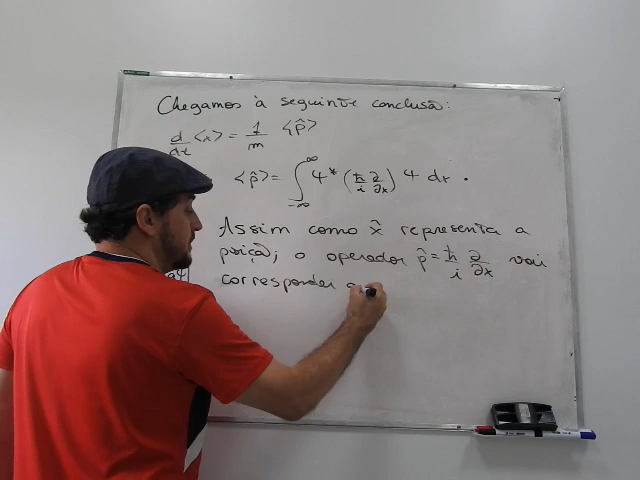 Chegamos à seguinte conclusão:
d/dt <x> = 1/m <p̂>
<p̂> = ∫_{-∞}^{∞} Ψ* (ħ/i ∂/∂x) Ψ dx.
Assim como x̂ representa a
posição, o operador p̂ = ħ/i ∂/∂x vai
corresponder a